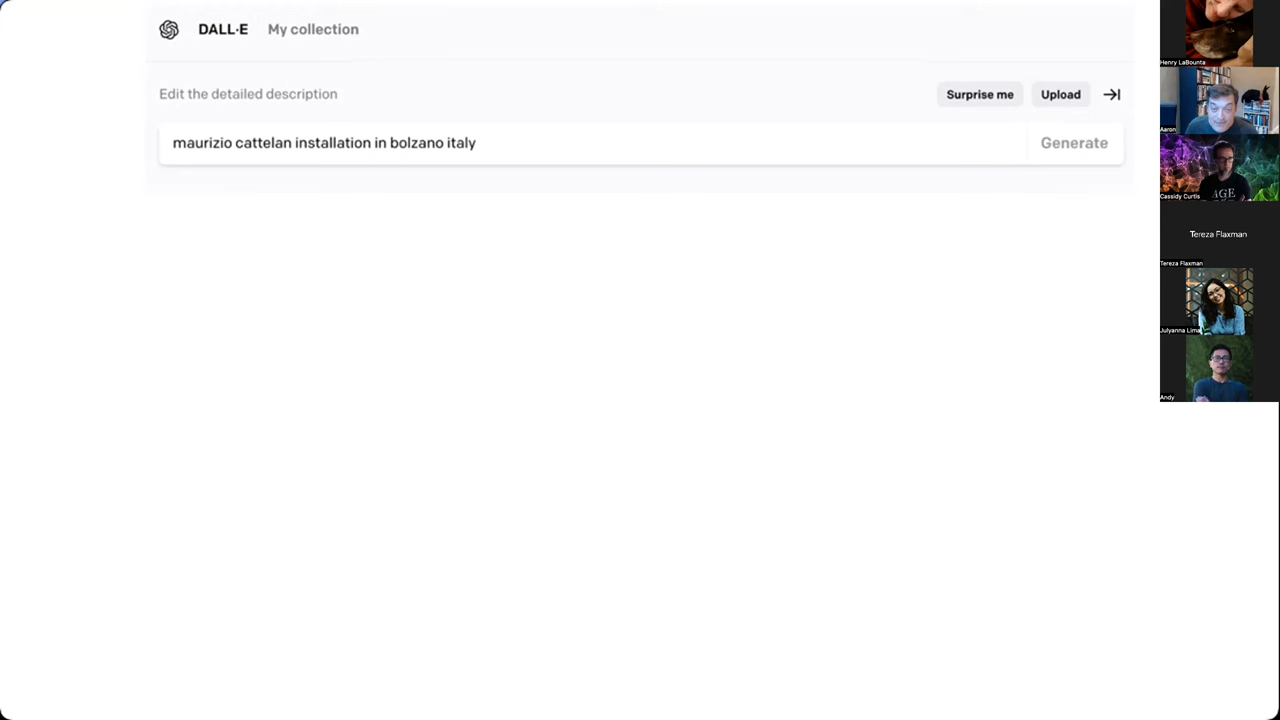 DALL·E My collection
Edit the detailed description Surprise me Upload
maurizio cattelan installation in bolzano italy Generate
Henry LaBounta
Aaron
Cassidy Curtis
AGE
Tereza Flaxman
Tereza Flaxman
Julyanna Lima
Andy